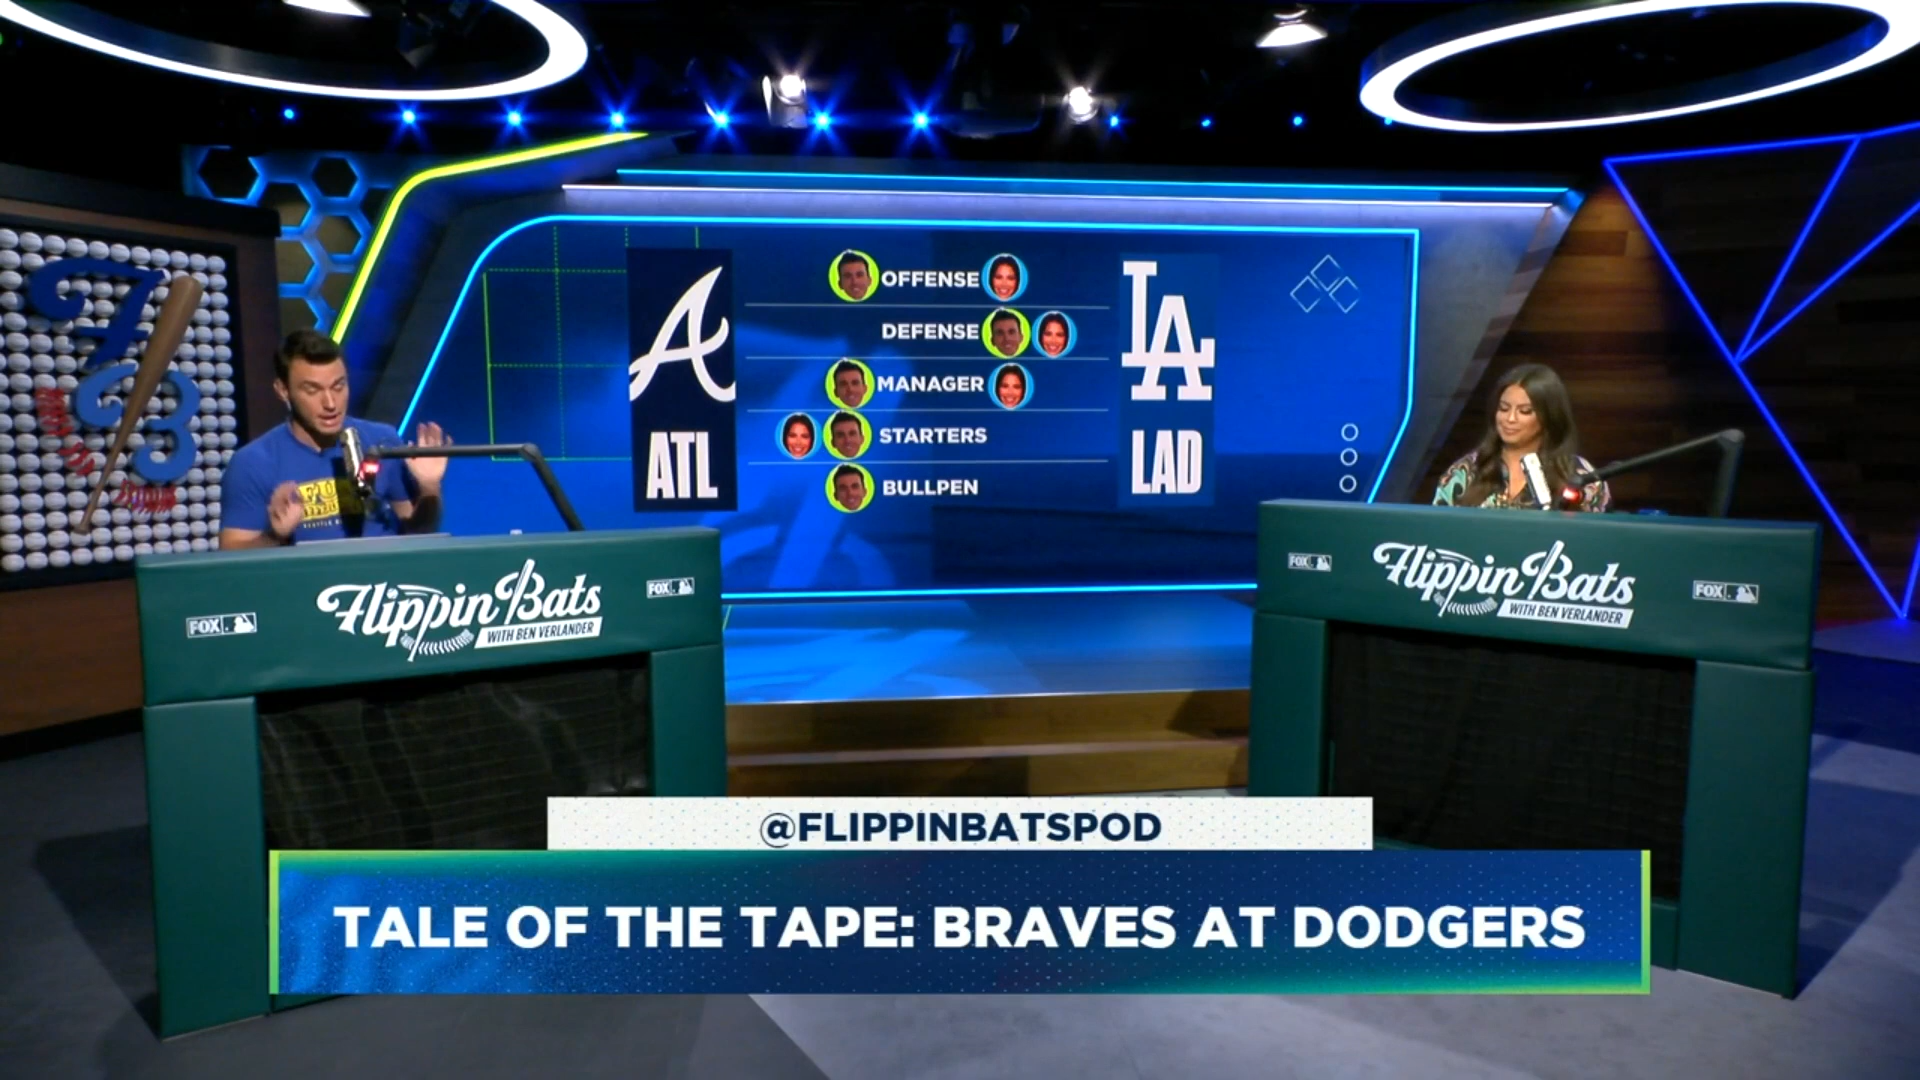 OFFENSE
DEFENSE
MANAGER
STARTERS
BULLPEN
ATL
LA
LAD
Flippin Bats
WITH BEN VERLANDER
FOX
FOX
Flippin Bats
WITH BEN VERLANDER
FOX
FOX
@FLIPPINBATSPOD
TALE OF THE TAPE: BRAVES AT DODGERS